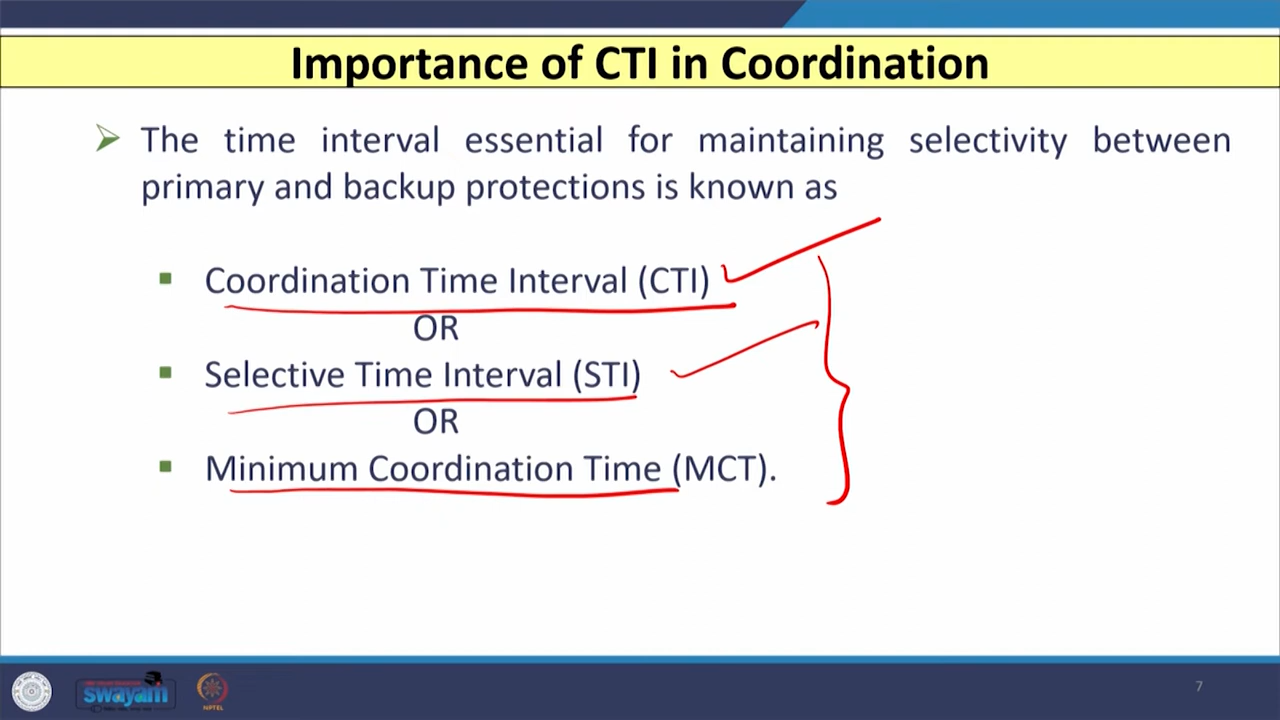 Importance of CTI in Coordination
The time interval essential for maintaining selectivity between
primary and backup protections is known as
Coordination Time Interval (CTI)
OR
Selective Time Interval (STI)
OR
Minimum Coordination Time (MCT).
swayam
NPTEL
7